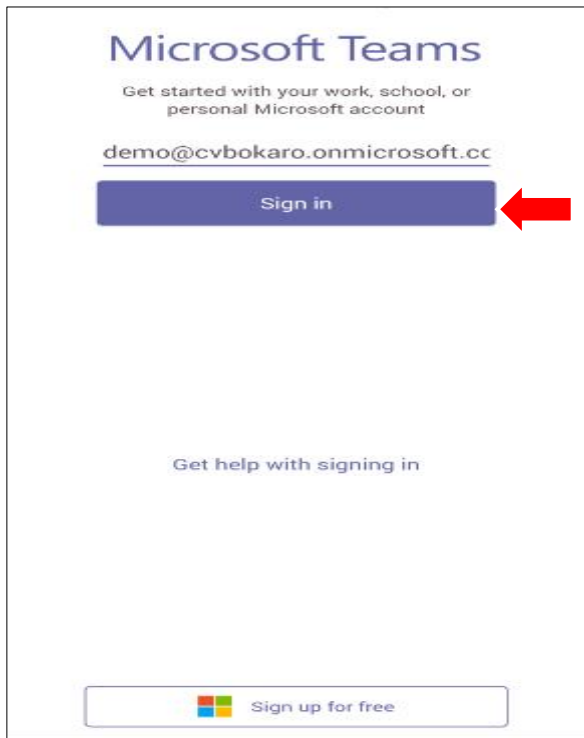 Microsoft Teams
Get started with your work, school, or
personal Microsoft account
demo@cvbokaro.onmicrosoft.cc
Sign in
Get help with signing in
Sign up for free